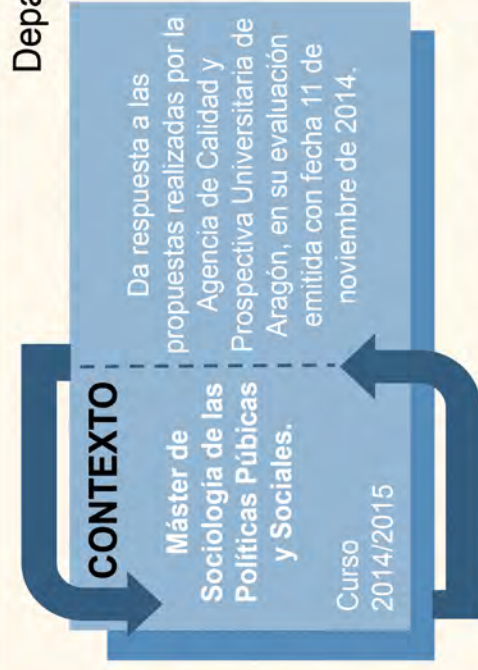 Depa
CONTEXTO
Máster de
Sociología de las
Políticas Púbicas
y Sociales.
Curso
2014/2015
Da respuesta a las
propuestas realizadas por la
Agencia de Calidad y
Prospectiva Universitaria de
Aragón, en su evaluación
emitida con fecha 11 de
noviembre de 2014.